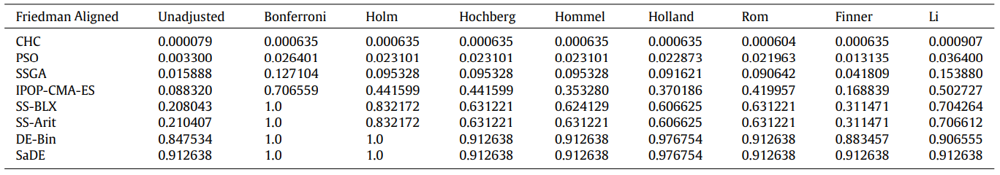 Friedman Aligned Unadjusted Bonferroni Holm Hochberg Hommel Holland Rom Finner Li
CHC 0.000079 0.000635 0.000635 0.000635 0.000635 0.000635 0.000604 0.000635 0.000907
PSO 0.003300 0.026401 0.023101 0.023101 0.023101 0.022873 0.021963 0.013135 0.036400
SSGA 0.015888 0.127104 0.095328 0.095328 0.095328 0.091621 0.090642 0.041809 0.153880
IPOP-CMA-ES 0.088320 0.706559 0.441599 0.441599 0.353280 0.370186 0.419957 0.168839 0.502727
SS-BLX 0.208043 1.0 0.832172 0.631221 0.624129 0.606625 0.631221 0.311471 0.704264
SS-Arit 0.210407 1.0 0.832172 0.631221 0.631221 0.606625 0.631221 0.311471 0.706612
DE-Bin 0.847534 1.0 1.0 0.912638 0.912638 0.976754 0.912638 0.883457 0.906555
SaDE 0.912638 1.0 1.0 0.912638 0.912638 0.976754 0.912638 0.912638 0.912638